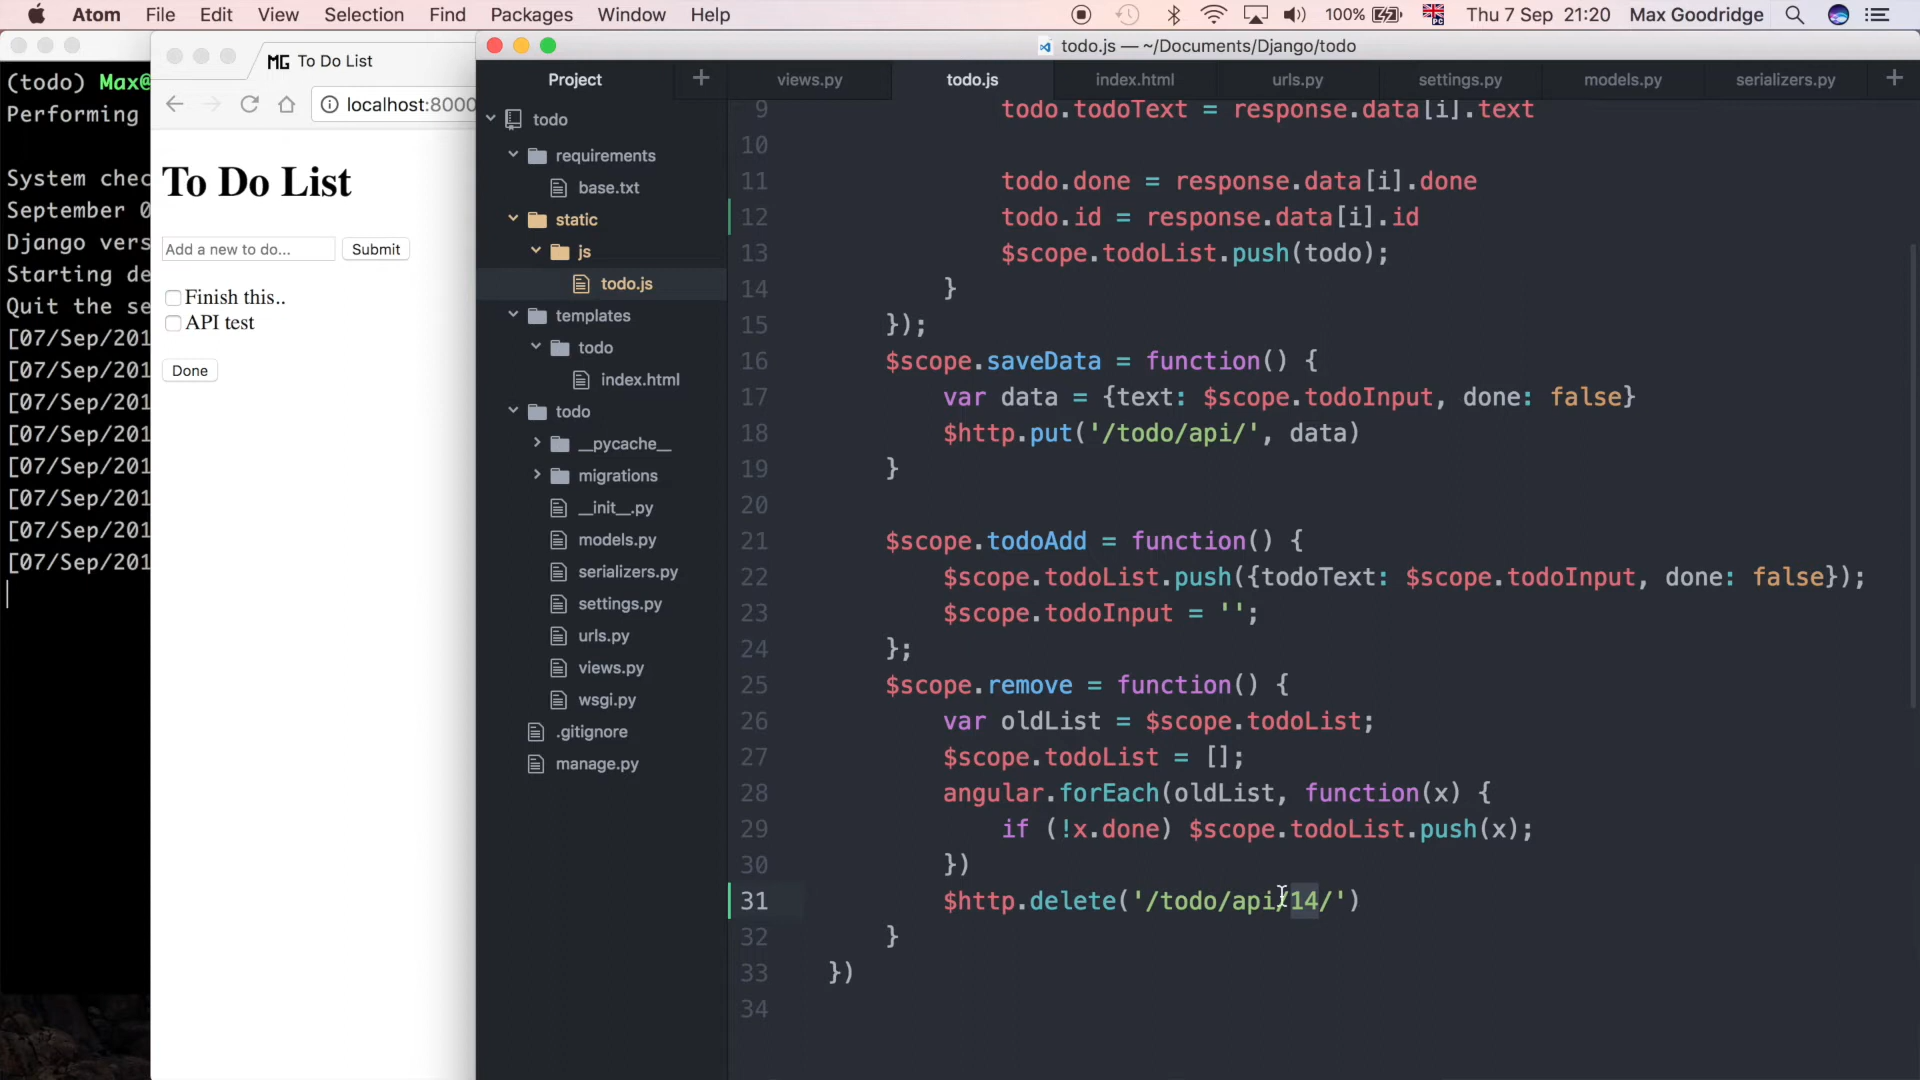 Atom File Edit View Selection Find Packages Window Help 100% Thu 7 Sep 21:20 Max Goodridge
(todo) Max@
Performing
System chec
September 0
Django vers
Starting de
Quit the se
[07/Sep/201
[07/Sep/201
[07/Sep/201
[07/Sep/201
[07/Sep/201
[07/Sep/201
[07/Sep/201
[07/Sep/201
MG To Do List
localhost:8000
To Do List
Add a new to do...
Submit
Finish this..
API test
Done
todo.js — ~/Documents/Django/todo
Project
views.py todo.js index.html urls.py settings.py models.py serializers.py
todo
requirements
base.txt
static
js
todo.js
templates
todo
index.html
todo
__pycache__
migrations
__init__.py
models.py
serializers.py
settings.py
urls.py
views.py
wsgi.py
.gitignore
manage.py
9 todo.todoText = response.data[i].text
10
11 todo.done = response.data[i].done
12 todo.id = response.data[i].id
13 $scope.todoList.push(todo);
14 }
15 });
16 $scope.saveData = function() {
17 var data = {text: $scope.todoInput, done: false}
18 $http.put('/todo/api/', data)
19 }
20
21 $scope.todoAdd = function() {
22 $scope.todoList.push({todoText: $scope.todoInput, done: false});
23 $scope.todoInput = '';
24 };
25 $scope.remove = function() {
26 var oldList = $scope.todoList;
27 $scope.todoList = [];
28 angular.forEach(oldList, function(x) {
29 if (!x.done) $scope.todoList.push(x);
30 })
31 $http.delete('/todo/api/14/')
32 }
33 })
34